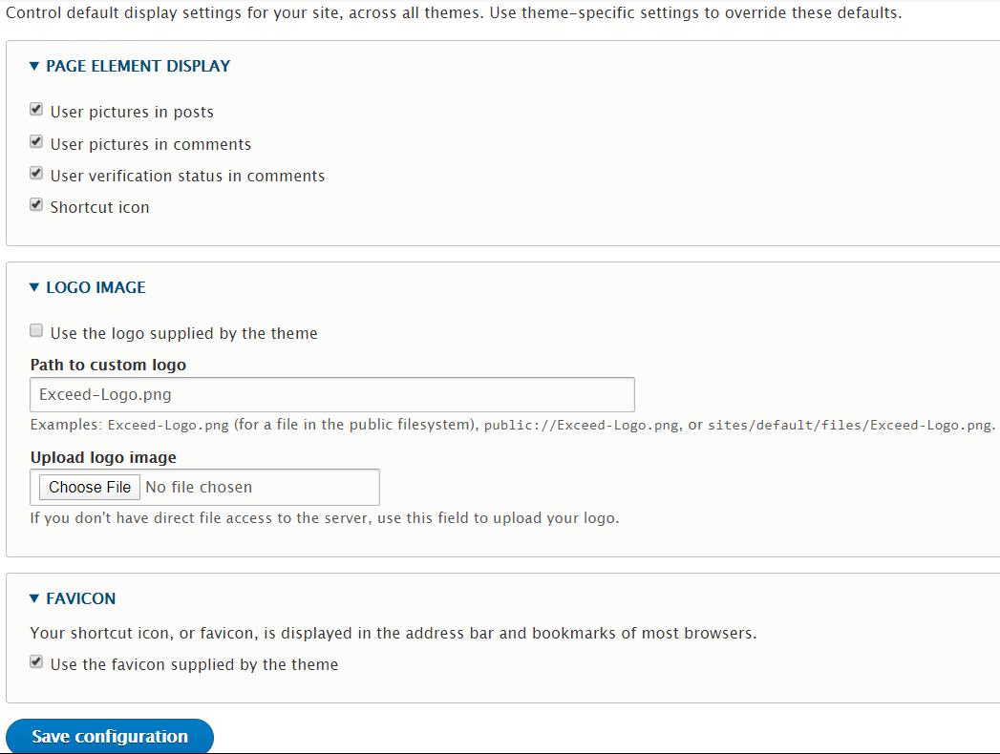 Control default display settings for your site, across all themes. Use theme-specific settings to override these defaults.
PAGE ELEMENT DISPLAY
User pictures in posts
User pictures in comments
User verification status in comments
Shortcut icon
LOGO IMAGE
Use the logo supplied by the theme
Path to custom logo
Exceed-Logo.png
Examples: Exceed-Logo.png (for a file in the public filesystem), public://Exceed-Logo.png, or sites/default/files/Exceed-Logo.png.
Upload logo image
Choose File No file chosen
If you don't have direct file access to the server, use this field to upload your logo.
FAVICON
Your shortcut icon, or favicon, is displayed in the address bar and bookmarks of most browsers.
Use the favicon supplied by the theme
Save configuration